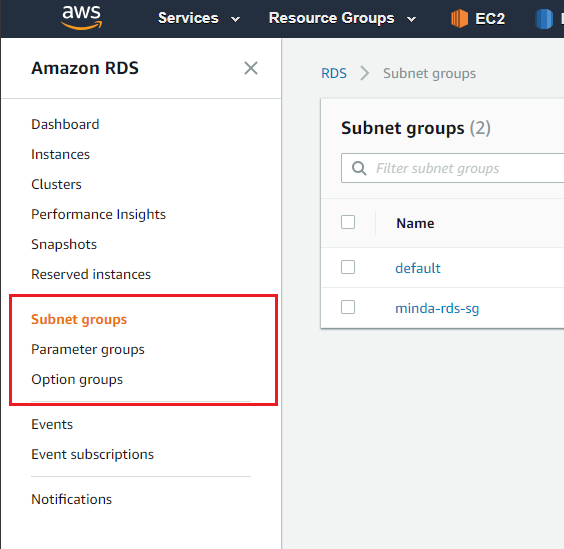 aws Services Resource Groups EC2
Amazon RDS
RDS Subnet groups
Dashboard
Instances
Clusters
Performance Insights
Snapshots
Reserved instances
Subnet groups
Parameter groups
Option groups
Events
Event subscriptions
Notifications
Subnet groups (2)
Filter subnet groups
Name
default
minda-rds-sg